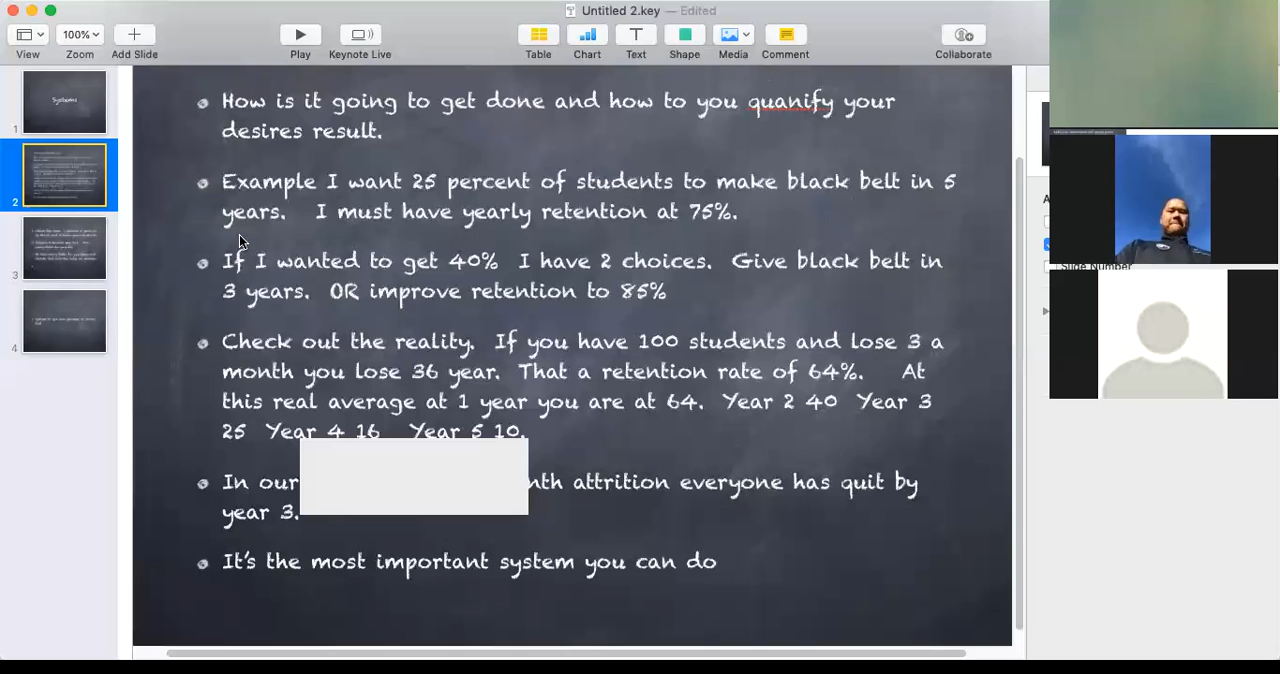 Untitled 2.key — Edited
100%
View
Zoom
Add Slide
Play
Keynote Live
Table
Chart
Text
Shape
Media
Comment
Collaborate
Systems
1
2
3
4
How is it going to get done and how to you quanify your
desires result.
Example I want 25 percent of students to make black belt in 5
years. I must have yearly retention at 75%.
If I wanted to get 40% I have 2 choices. Give black belt in
3 years. OR improve retention to 85%
Check out the reality. If you have 100 students and lose 3 a
month you lose 36 year. That a retention rate of 64%. At
this real average at 1 year you are at 64. Year 2 40 Year 3
25 Year 4 16 Year 5 10.
In our nth attrition everyone has quit by
year 3.
It's the most important system you can do
Slide Number